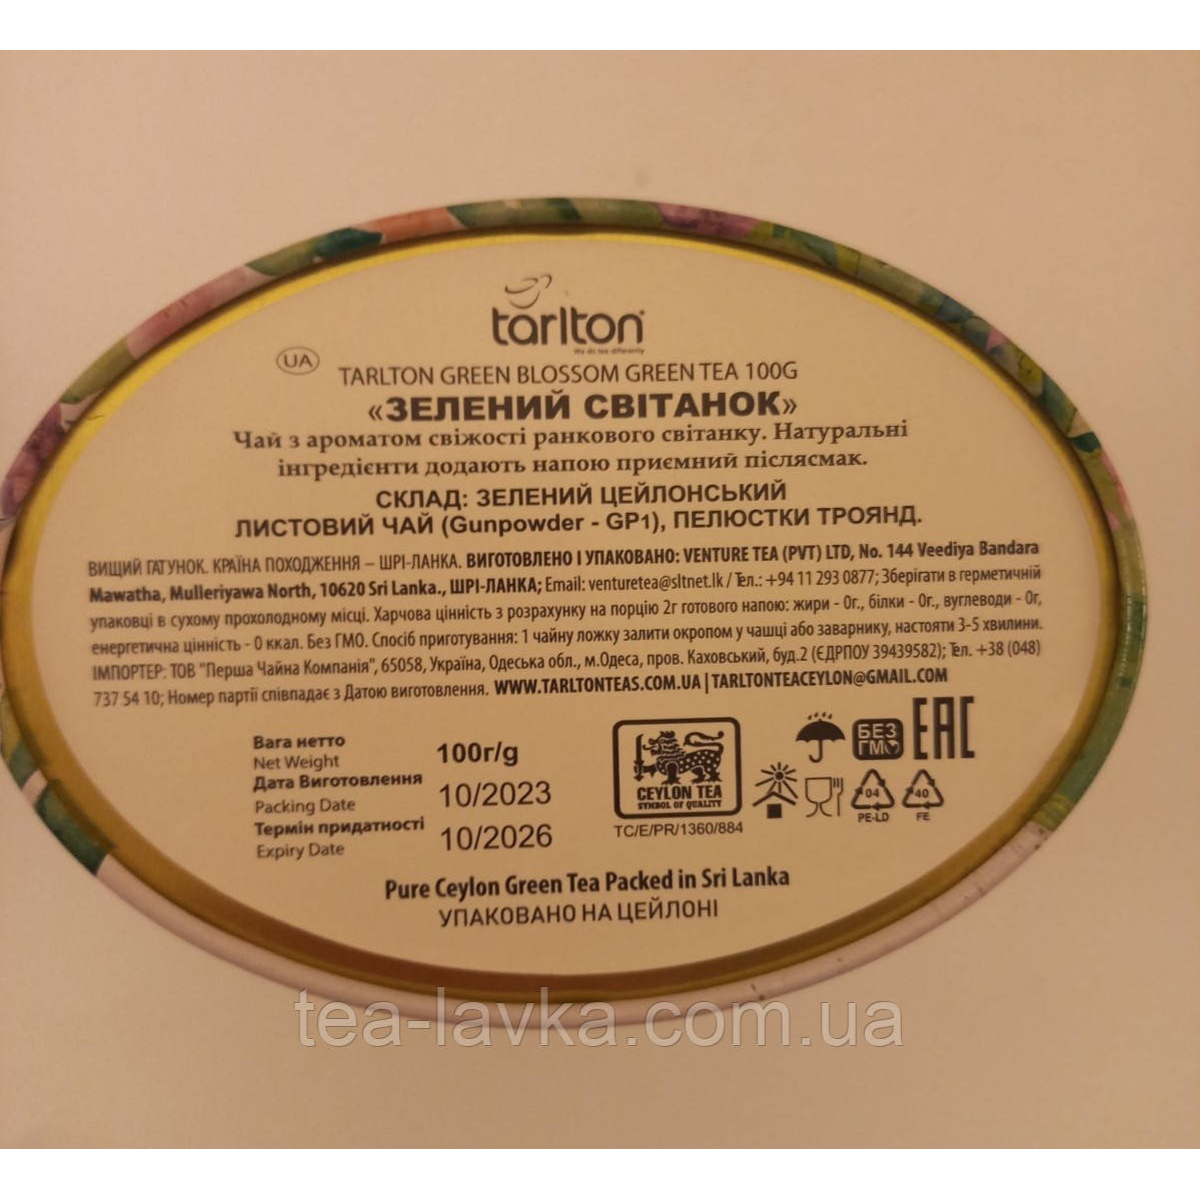 tarlton
We do tea differently
UA
TARLTON GREEN BLOSSOM GREEN TEA 100G
«ЗЕЛЕНИЙ СВІТАНОК»
Чай з ароматом свіжості ранкового світанку. Натуральні
інгредієнти додають напою приємний післясмак.
СКЛАД: ЗЕЛЕНИЙ ЦЕЙЛОНСЬКИЙ
ЛИСТОВИЙ ЧАЙ (Gunpowder - GP1), ПЕЛЮСТКИ ТРОЯНД.
ВИЩИЙ ҐАТУНОК. КРАЇНА ПОХОДЖЕННЯ – ШРІ-ЛАНКА. ВИГОТОВЛЕНО І УПАКОВАНО: VENTURE TEA (PVT) LTD, No. 144 Veediya Bandara
Mawatha, Mulleriyawa North, 10620 Sri Lanka., ШРІ-ЛАНКА; Email: venturetea@sltnet.lk / Тел.: +94 11 293 0877; Зберігати в герметичній
упаковці в сухому прохолодному місці. Харчова цінність з розрахунку на порцію 2г готового напою: жири - 0г., білки - 0г., вуглеводи - 0г,
енергетична цінність - 0 ккал. Без ГМО. Спосіб приготування: 1 чайну ложку залити окропом у чашці або заварнику, настояти 3-5 хвилини.
ІМПОРТЕР: ТОВ "Перша Чайна Компанія", 65058, Україна, Одеська обл., м.Одеса, пров. Каховський, буд.2 (ЄДРПОУ 39439582); Тел. +38 (048)
737 54 10; Номер партії співпадає з Датою виготовлення. WWW.TARLTONTEAS.COM.UA | TARLTONTEACEYLON@GMAIL.COM
Вага нетто
Net Weight
100г/g
Дата Виготовлення
Packing Date
10/2023
Термін придатності
Expiry Date
10/2026
CEYLON TEA
SYMBOL OF QUALITY
TC/E/PR/1360/884
БЕЗ
ГМО
EAC
04
PE-LD
40
FE
Pure Ceylon Green Tea Packed in Sri Lanka
УПАКОВАНО НА ЦЕЙЛОНІ
tea-lavka.com.ua